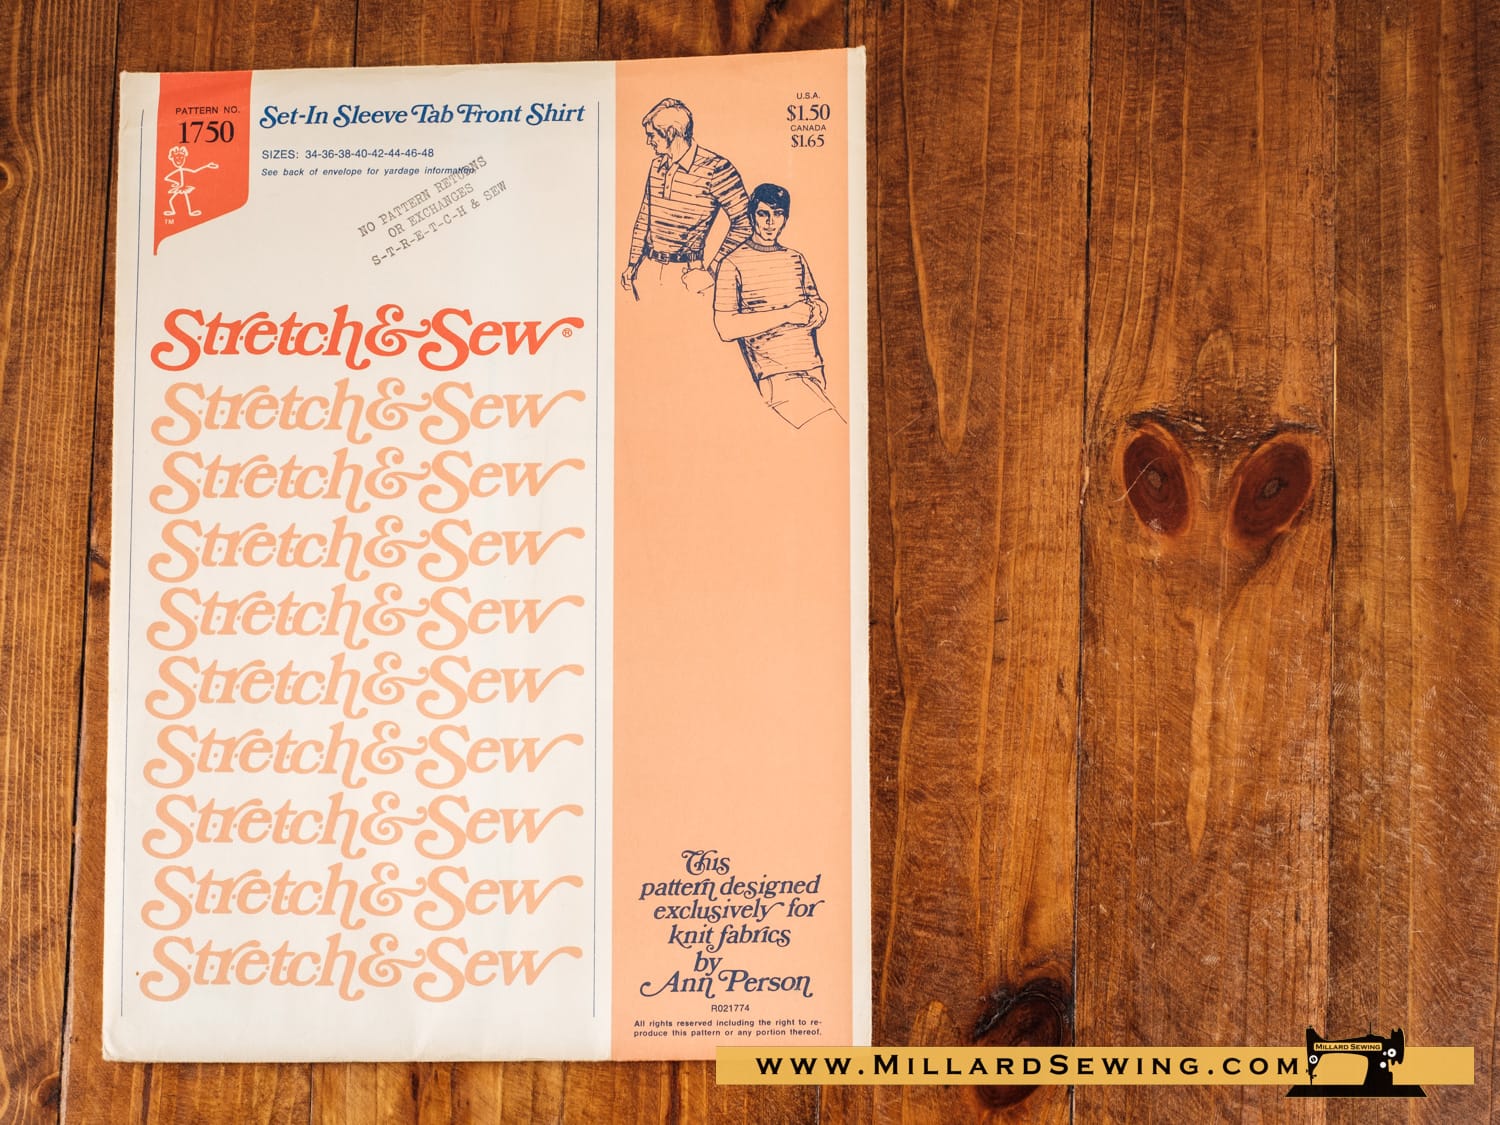 PATTERN NO.
1750
TM
Set-In Sleeve Tab Front Shirt
SIZES: 34-36-38-40-42-44-46-48
See back of envelope for yardage information
NO PATTERN RETURNS
OR EXCHANGES
S-T-R-E-T-C-H & SEW
U.S.A.
$1.50
CANADA
$1.65
Stretch & Sew®
Stretch & Sew
Stretch & Sew
Stretch & Sew
Stretch & Sew
Stretch & Sew
Stretch & Sew
Stretch & Sew
Stretch & Sew
Stretch & Sew
This
pattern designed
exclusively for
knit fabrics
by
Ann Person
R021774
All rights reserved including the right to re-
produce this pattern or any portion thereof.
www.MillardSewing.com
Millard Sewing